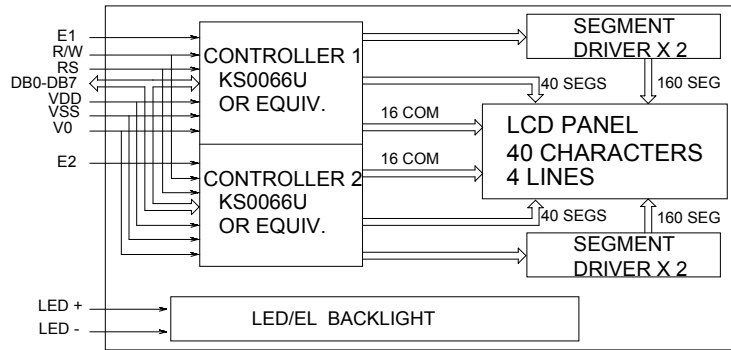 E1
R/W
RS
DB0-DB7
VDD
VSS
V0
E2
CONTROLLER 1
KS0066U
OR EQUIV.
CONTROLLER 2
KS0066U
OR EQUIV.
SEGMENT
DRIVER X 2
40 SEGS
160 SEG
16 COM
16 COM
LCD PANEL
40 CHARACTERS
4 LINES
40 SEGS
160 SEG
SEGMENT
DRIVER X 2
LED +
LED -
LED/EL BACKLIGHT